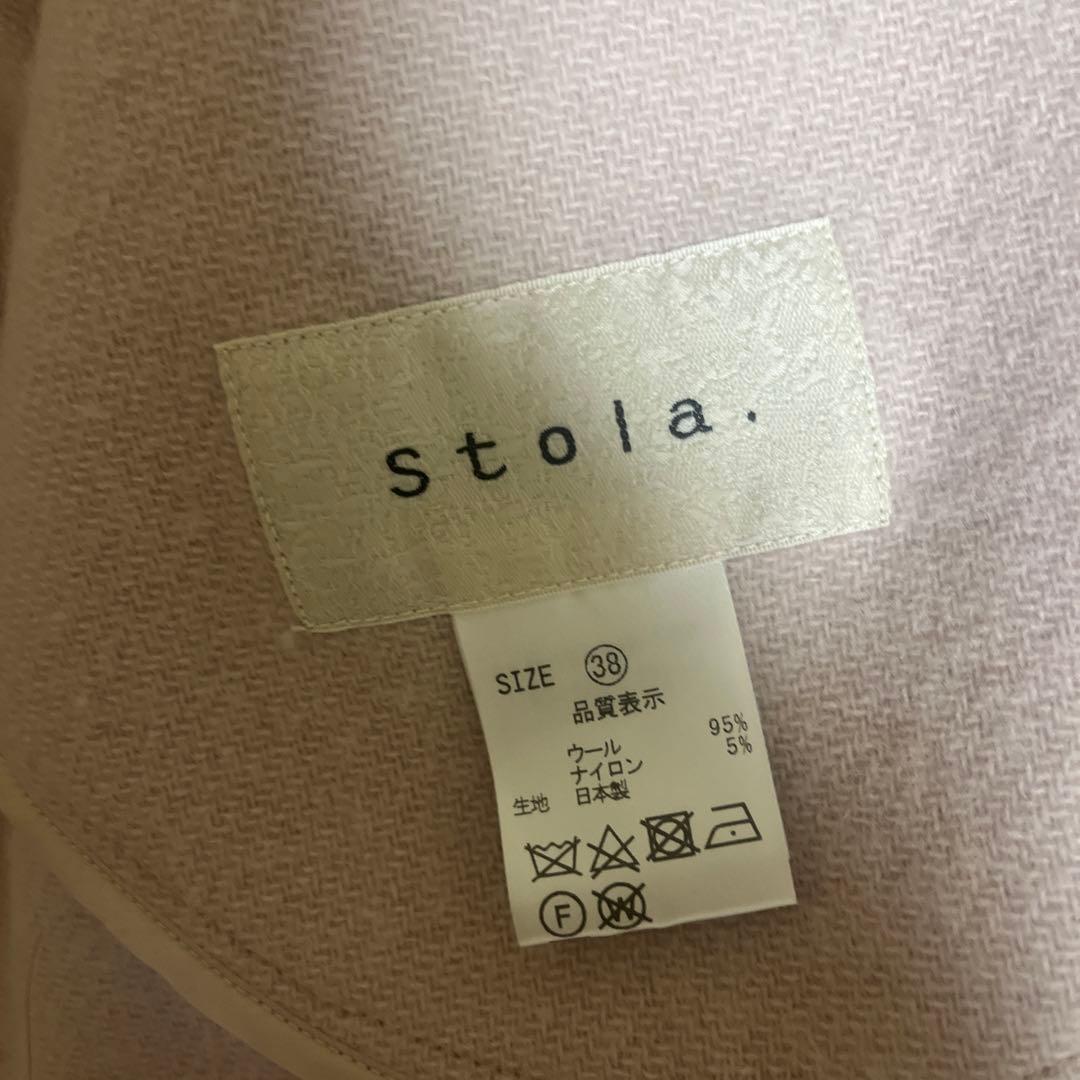 Stola.
SIZE 38
品質表示
ウール 95%
ナイロン 5%
生地 日本製
F W